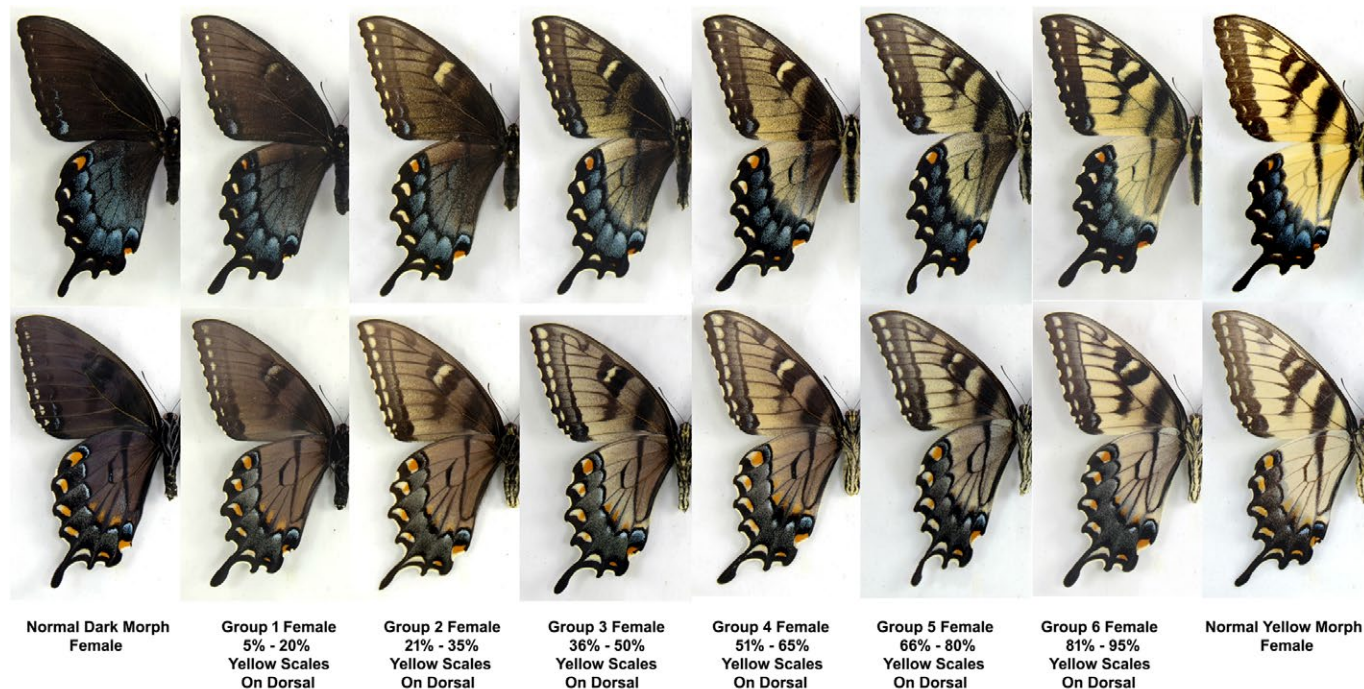 Normal Dark Morph
Female
Group 1 Female
5% - 20%
Yellow Scales
On Dorsal
Group 2 Female
21% - 35%
Yellow Scales
On Dorsal
Group 3 Female
36% - 50%
Yellow Scales
On Dorsal
Group 4 Female
51% - 65%
Yellow Scales
On Dorsal
Group 5 Female
66% - 80%
Yellow Scales
On Dorsal
Group 6 Female
81% - 95%
Yellow Scales
On Dorsal
Normal Yellow Morph
Female